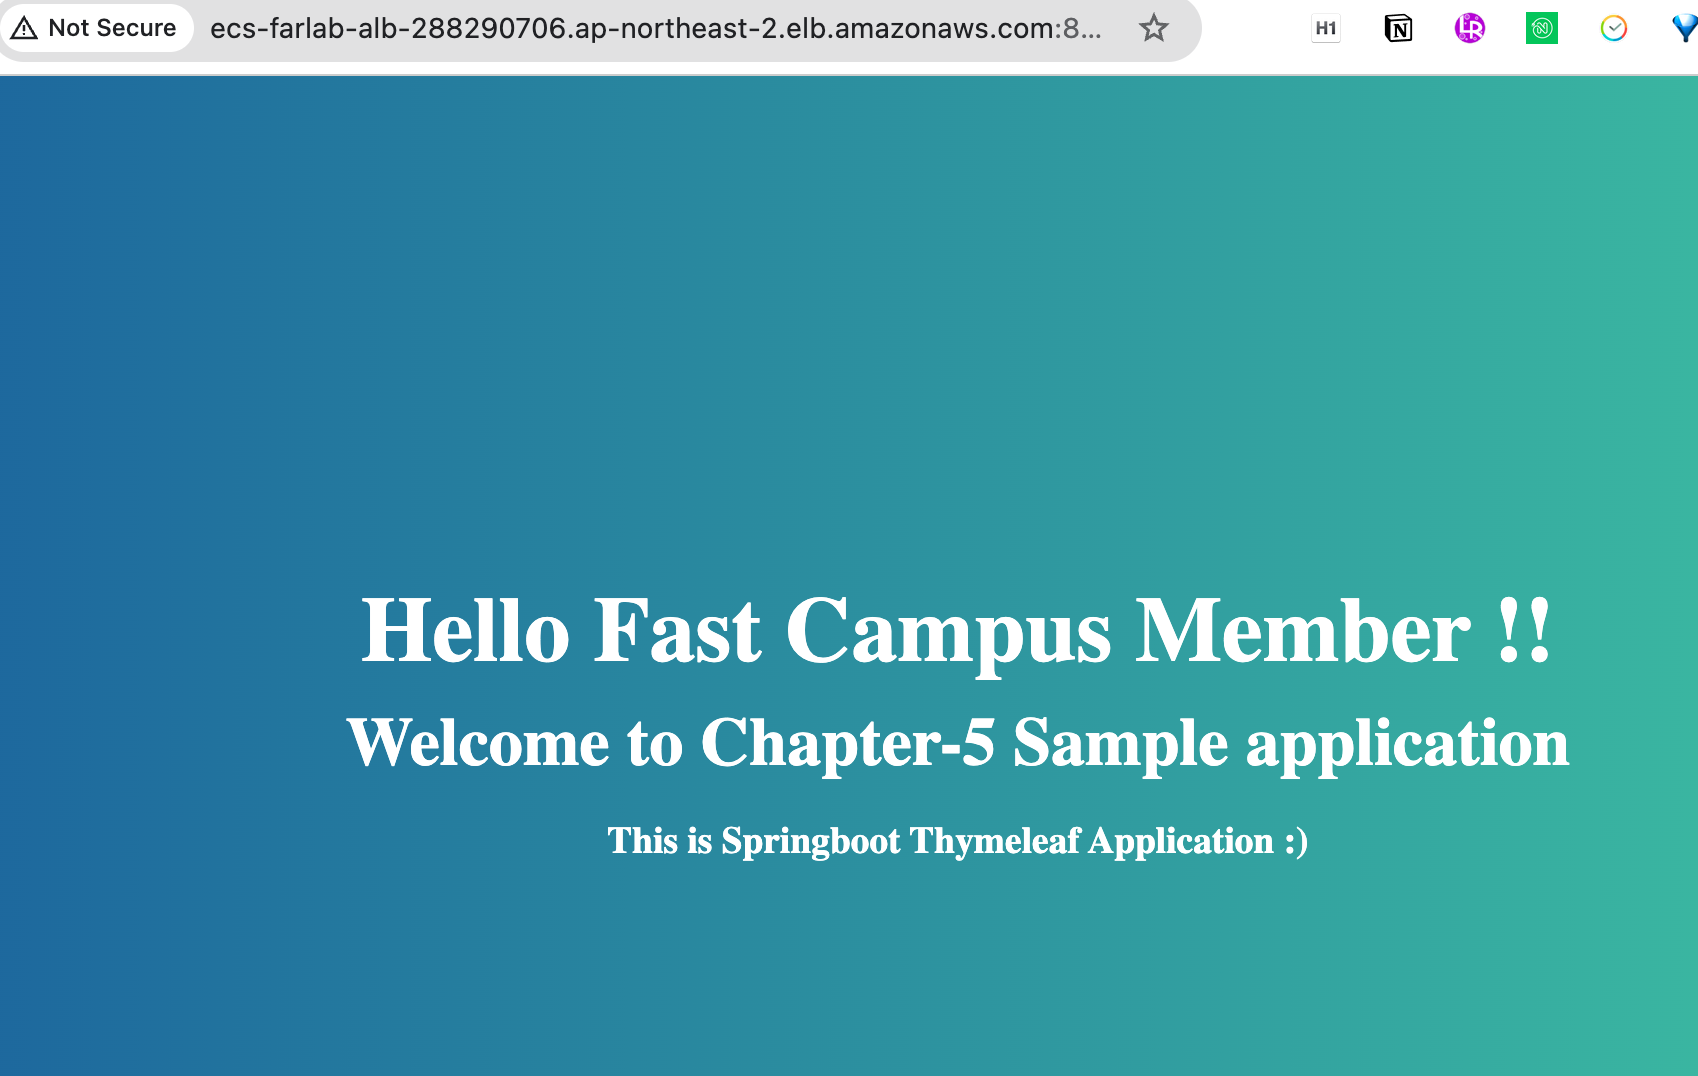 Not Secure ecs-farlab-alb-288290706.ap-northeast-2.elb.amazonaws.com:8... H1 N LR N
Hello Fast Campus Member !!
Welcome to Chapter-5 Sample application
This is Springboot Thymeleaf Application :)